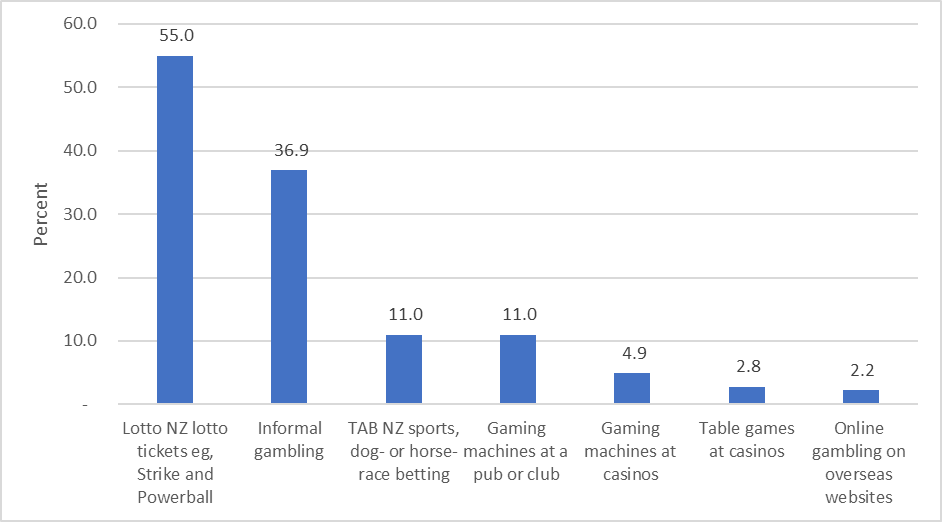 60.0
50.0
40.0
30.0
20.0
10.0
-
Percent
55.0
36.9
11.0
11.0
4.9
2.8
2.2
Lotto NZ lotto
tickets eg,
Strike and
Powerball
Informal
gambling
TAB NZ sports,
dog- or horse-
race betting
Gaming
machines at a
pub or club
Gaming
machines at
casinos
Table games
at casinos
Online
gambling on
overseas
websites